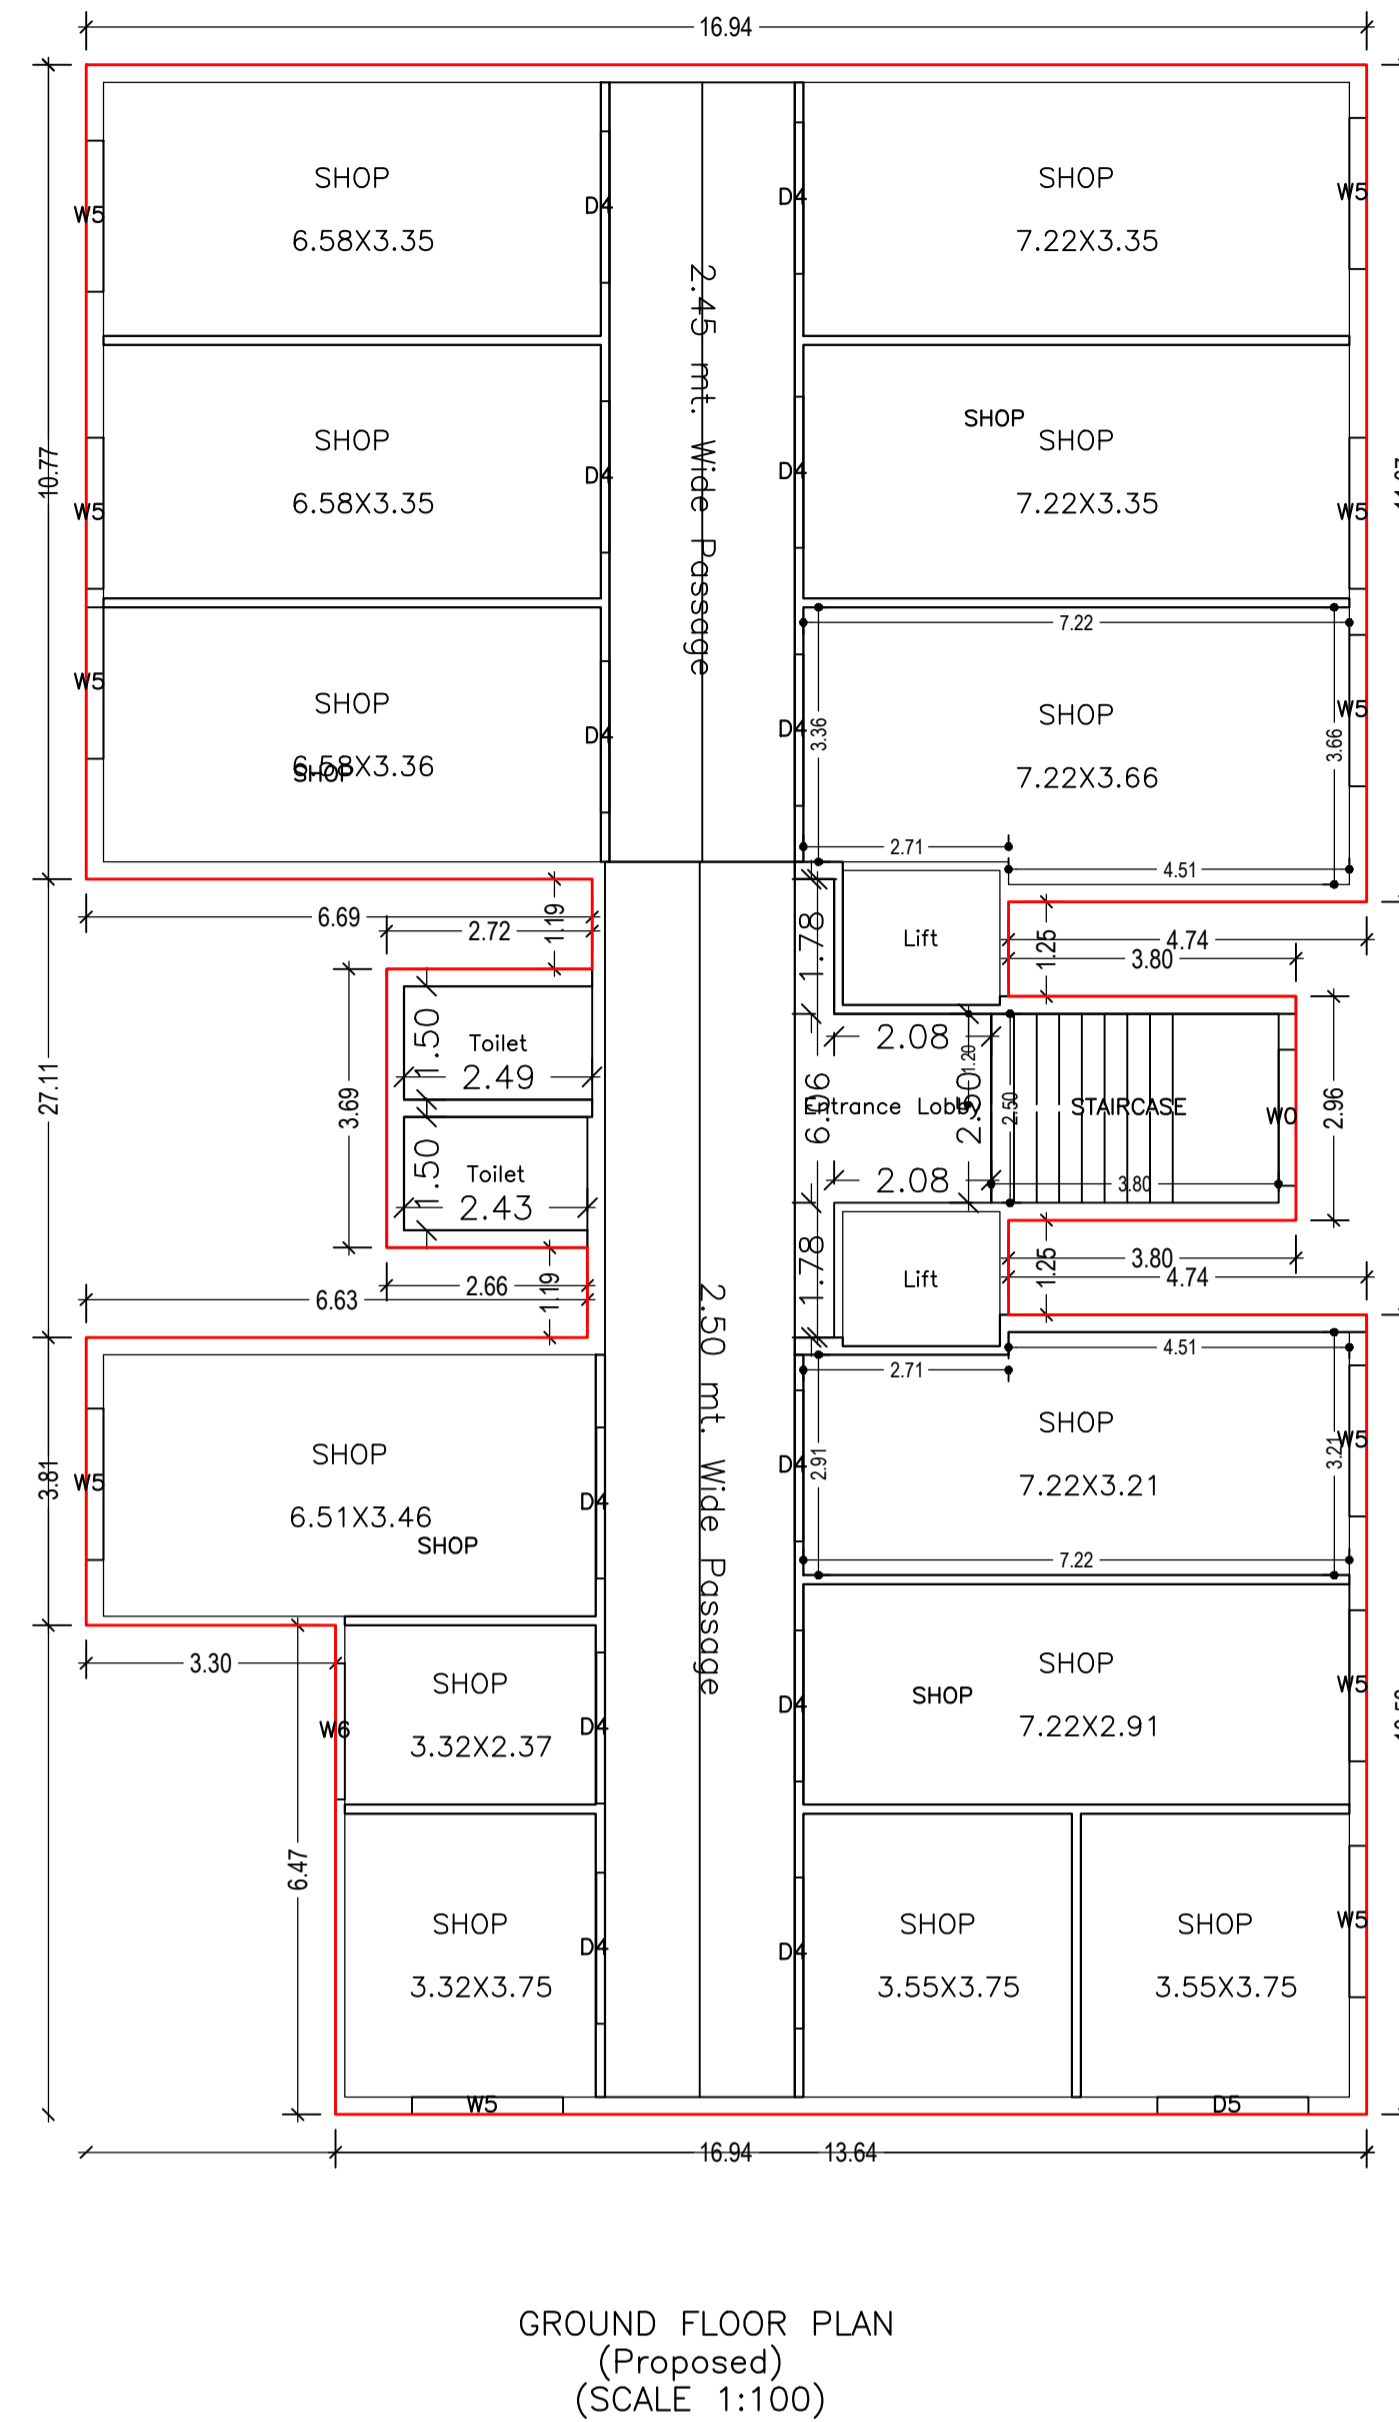 16.94
SHOP
6.58X3.35
W5
D4
D4
SHOP
7.22X3.35
W5
2.45 mt. Wide Passage
10.77
SHOP
6.58X3.35
W5
D4
D4
SHOP
SHOP
7.22X3.35
W5
7.22
W5
SHOP
6.58X3.36
SHOP
D4
D4
3.36
SHOP
7.22X3.66
3.66
W5
2.71
4.51
6.69
2.72
1.19
1.78
Lift
1.25
4.74
3.80
27.11
3.69
1.50
Toilet
2.49
2.08
1.20
6.06
Entrance Lobby
2.50
2.50
STAIRCASE
W0
2.96
1.50
Toilet
2.43
2.08
3.80
1.78
Lift
1.25
3.80
4.74
2.66
6.63
1.19
2.50 mt. Wide Passage
4.51
2.71
3.81
W5
SHOP
6.51X3.46
SHOP
D4
D4
2.91
SHOP
7.22X3.21
3.21
W5
7.22
3.30
SHOP
3.32X2.37
W6
D4
D4
SHOP
SHOP
7.22X2.91
W5
6.47
SHOP
3.32X3.75
D4
D4
SHOP
3.55X3.75
SHOP
3.55X3.75
W5
W5
D5
16.94
13.64
GROUND FLOOR PLAN
(Proposed)
(SCALE 1:100)